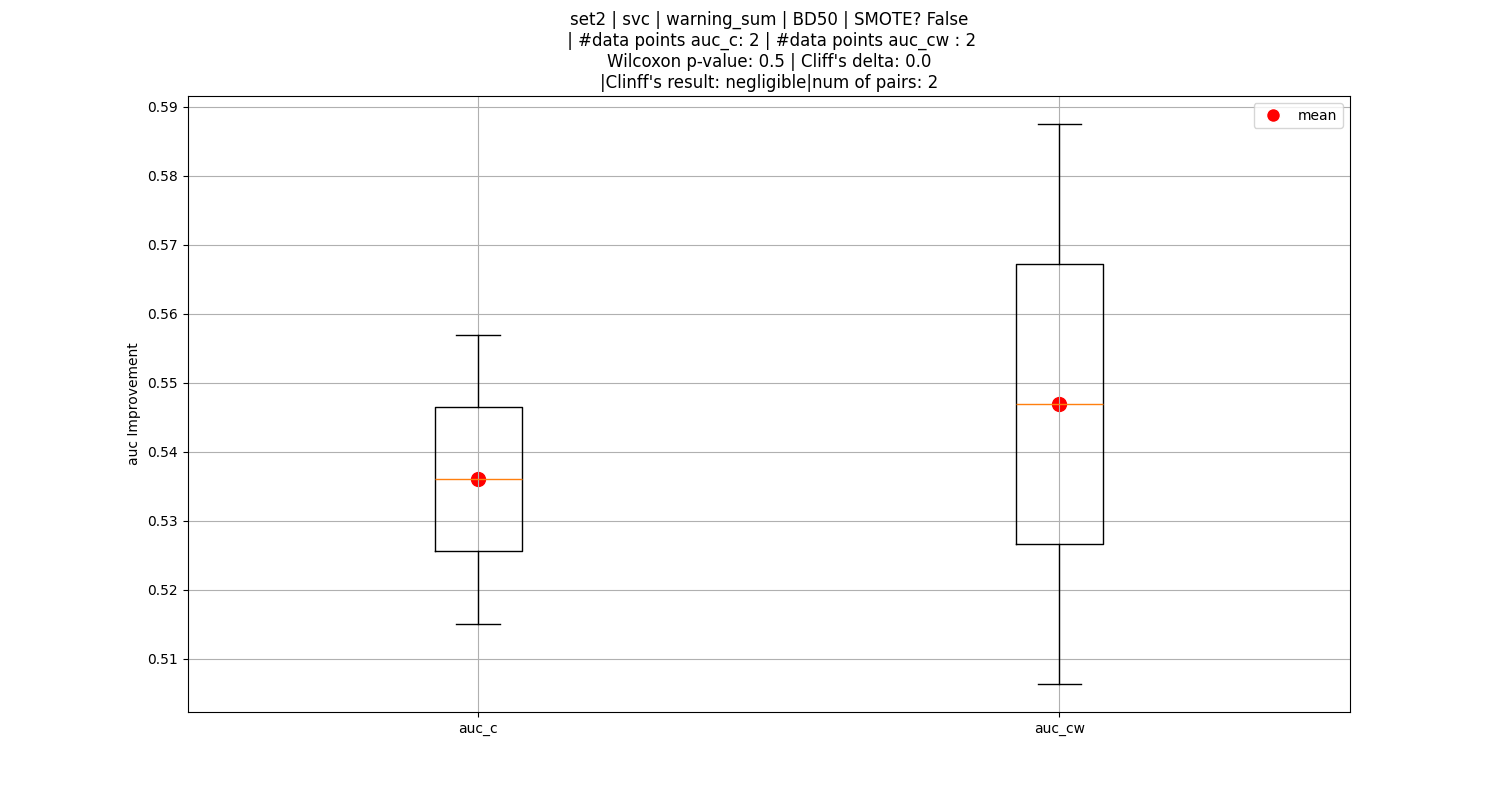 set2 | svc | warning_sum | BD50 | SMOTE? False
| #data points auc_c: 2 | #data points auc_cw : 2
Wilcoxon p-value: 0.5 | Cliff's delta: 0.0
|Clinff's result: negligible|num of pairs: 2
mean
0.59
0.58
0.57
0.56
0.55
0.54
0.53
0.52
0.51
auc Improvement
auc_c
auc_cw